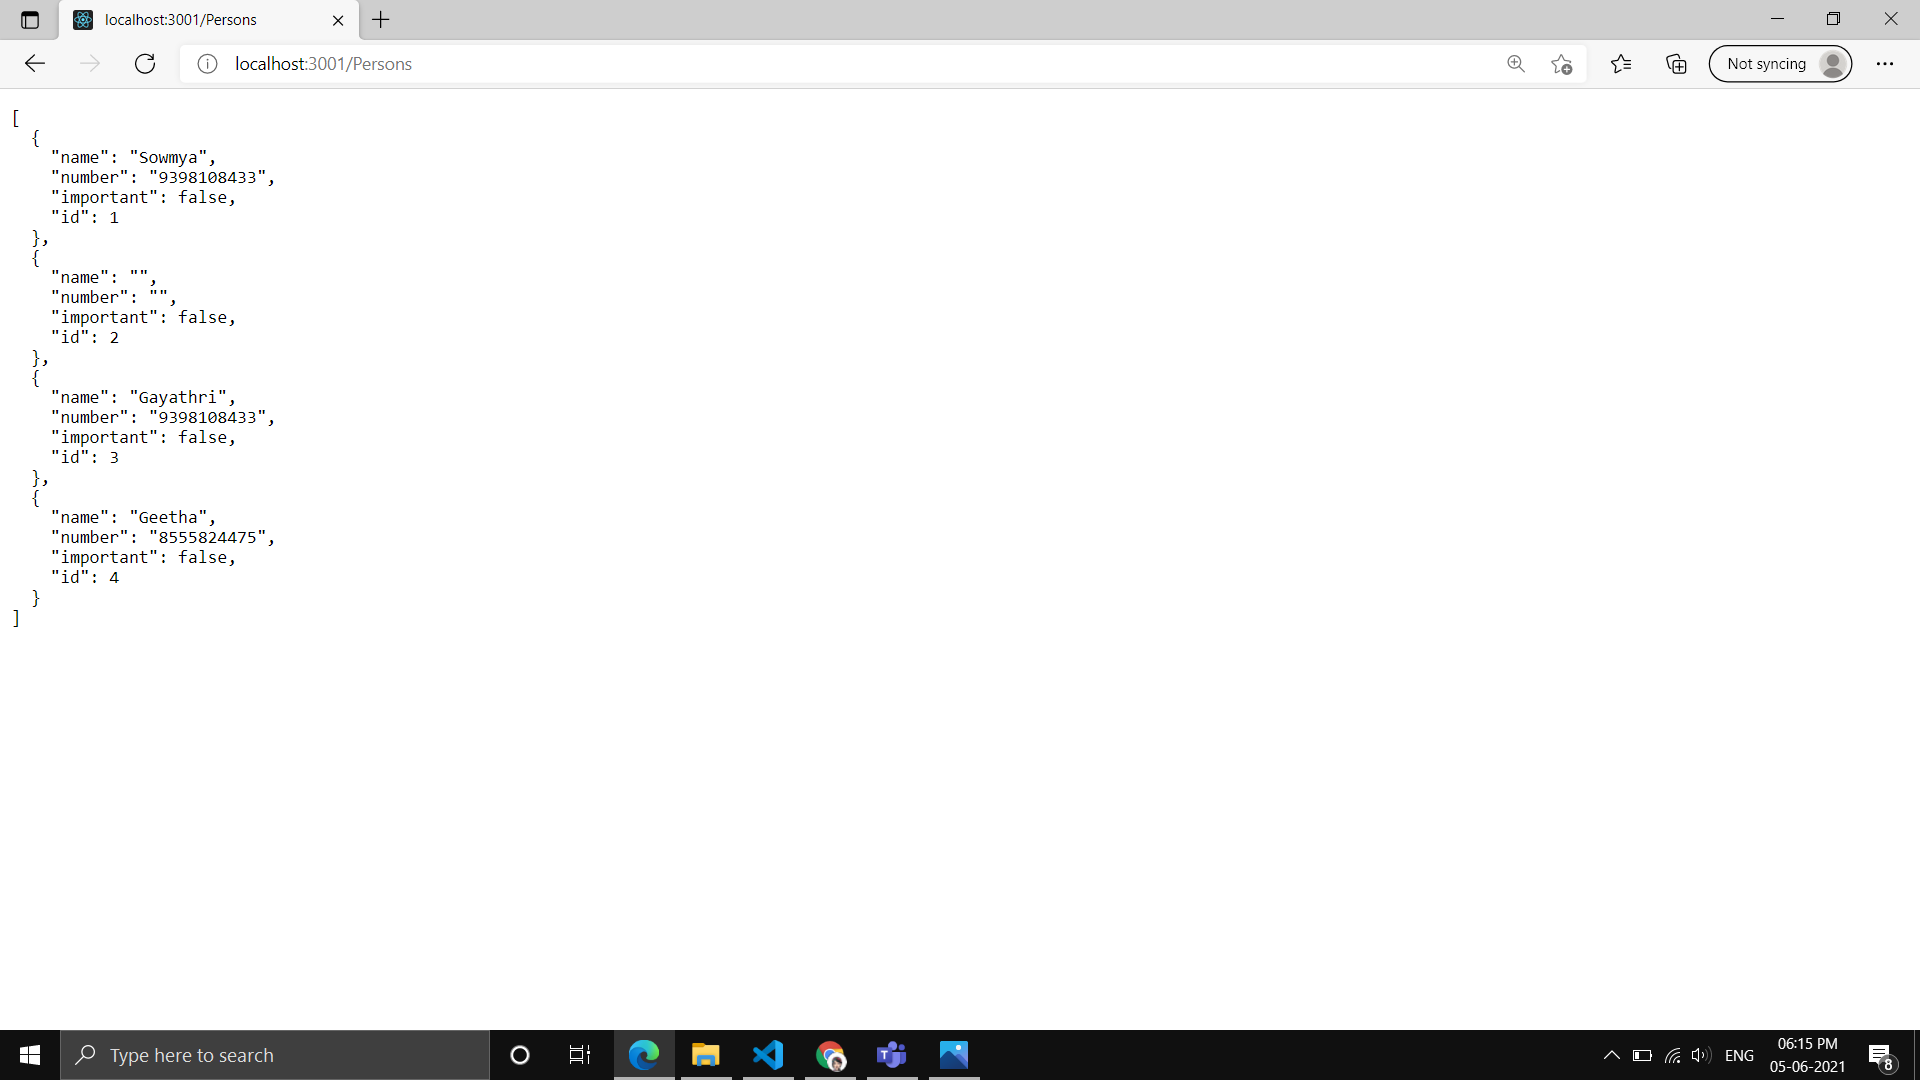 localhost:3001/Persons
localhost:3001/Persons
Not syncing
[
  {
    "name": "Sowmya",
    "number": "9398108433",
    "important": false,
    "id": 1
  },
  {
    "name": "",
    "number": "",
    "important": false,
    "id": 2
  },
  {
    "name": "Gayathri",
    "number": "9398108433",
    "important": false,
    "id": 3
  },
  {
    "name": "Geetha",
    "number": "8555824475",
    "important": false,
    "id": 4
  }
]
Type here to search
ENG
06:15 PM
05-06-2021
8